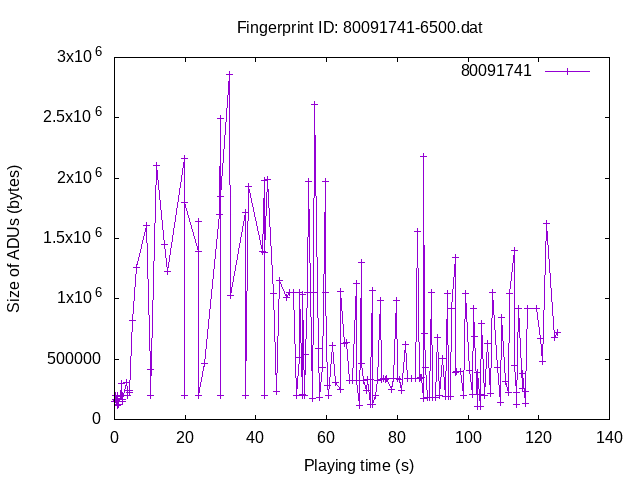 Fingerprint ID: 80091741-6500.dat
80091741
3x10^6
2.5x10^6
2x10^6
1.5x10^6
1x10^6
500000
0
Size of ADUs (bytes)
0 20 40 60 80 100 120 140
Playing time (s)